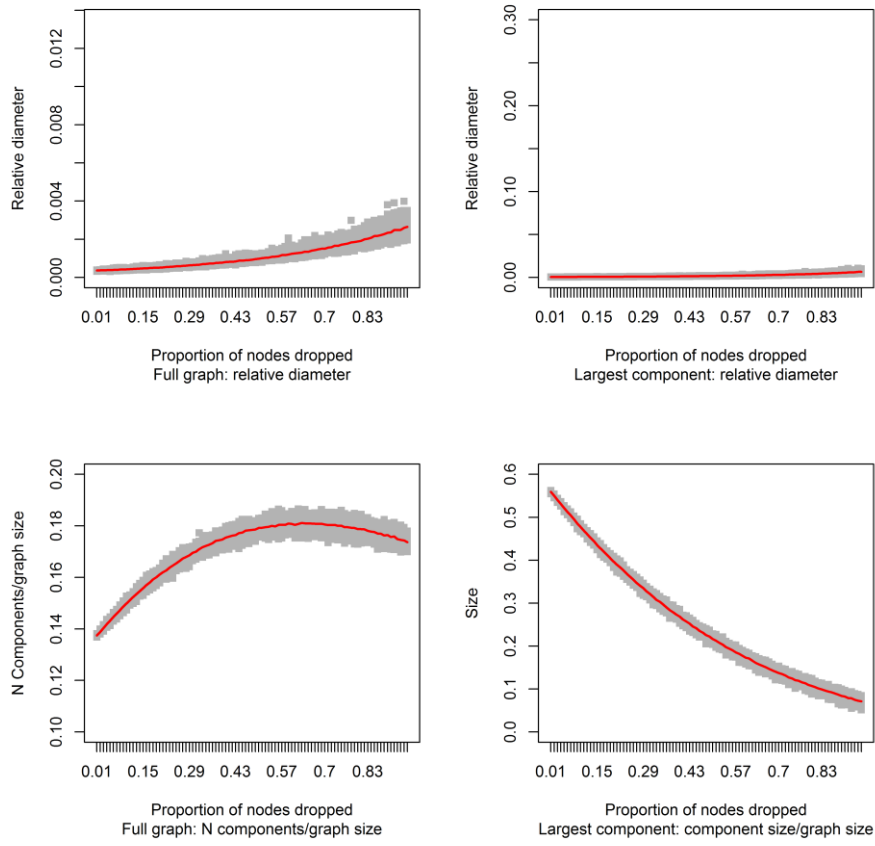 Relative diameter
0.012
0.008
0.004
0.000
0.01 0.15 0.29 0.43 0.57 0.7 0.83
Proportion of nodes dropped
Full graph: relative diameter
Relative diameter
0.30
0.20
0.10
0.00
0.01 0.15 0.29 0.43 0.57 0.7 0.83
Proportion of nodes dropped
Largest component: relative diameter
N Components/graph size
0.20
0.18
0.16
0.14
0.12
0.10
0.01 0.15 0.29 0.43 0.57 0.7 0.83
Proportion of nodes dropped
Full graph: N components/graph size
Size
0.6
0.5
0.4
0.3
0.2
0.1
0.0
0.01 0.15 0.29 0.43 0.57 0.7 0.83
Proportion of nodes dropped
Largest component: component size/graph size